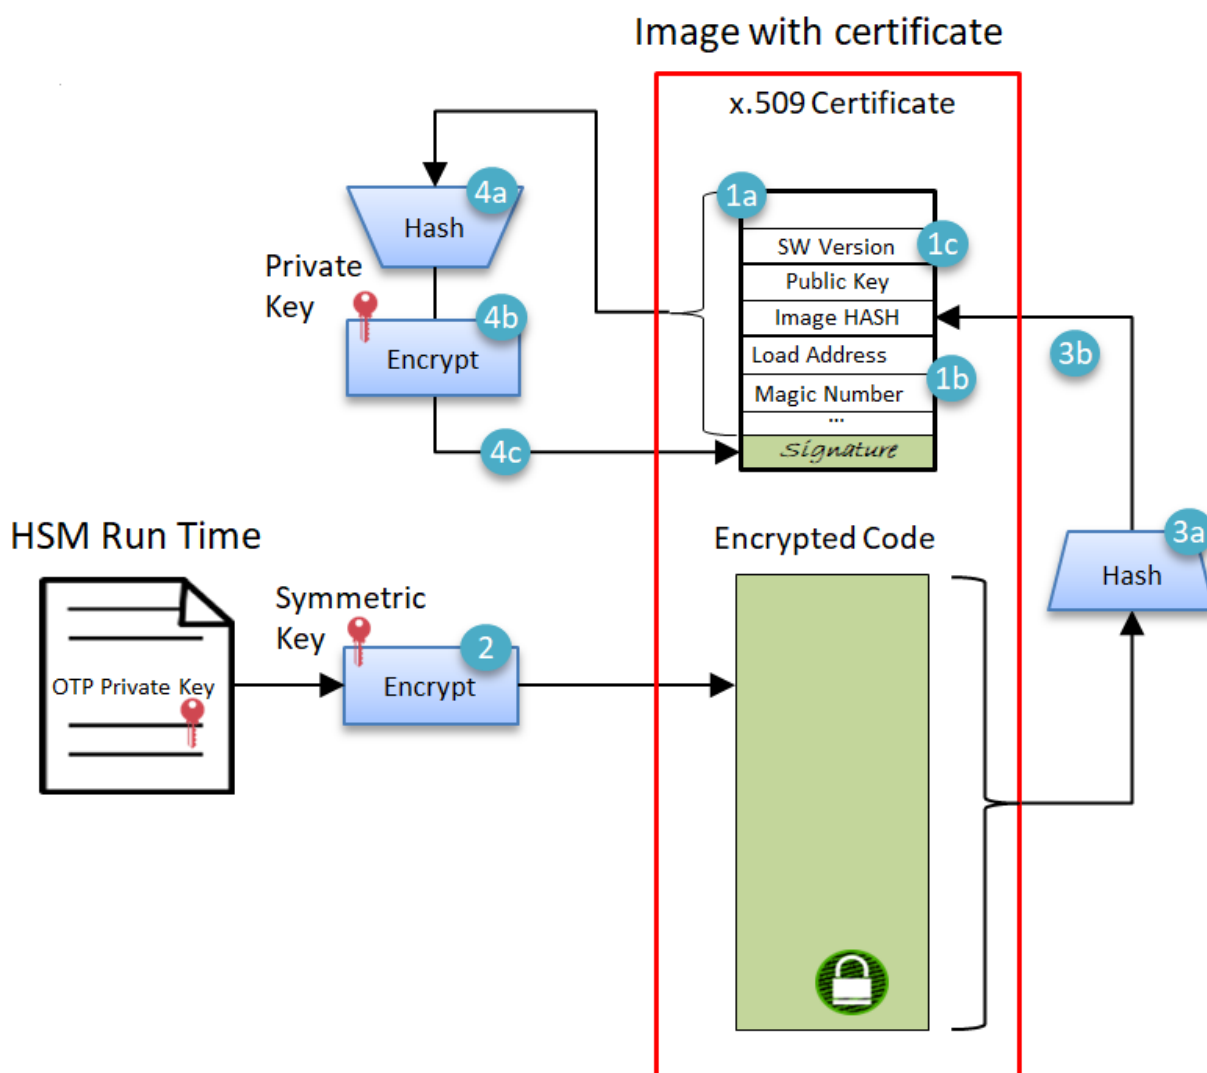 Image with certificate
x.509 Certificate
4a
1a
Hash
SW Version
1c
Private
Key
Public Key
4b
Image HASH
Encrypt
Load Address
3b
1b
Magic Number
...
4c
Signature
HSM Run Time
Encrypted Code
3a
Hash
Symmetric
Key
2
OTP Private Key
Encrypt